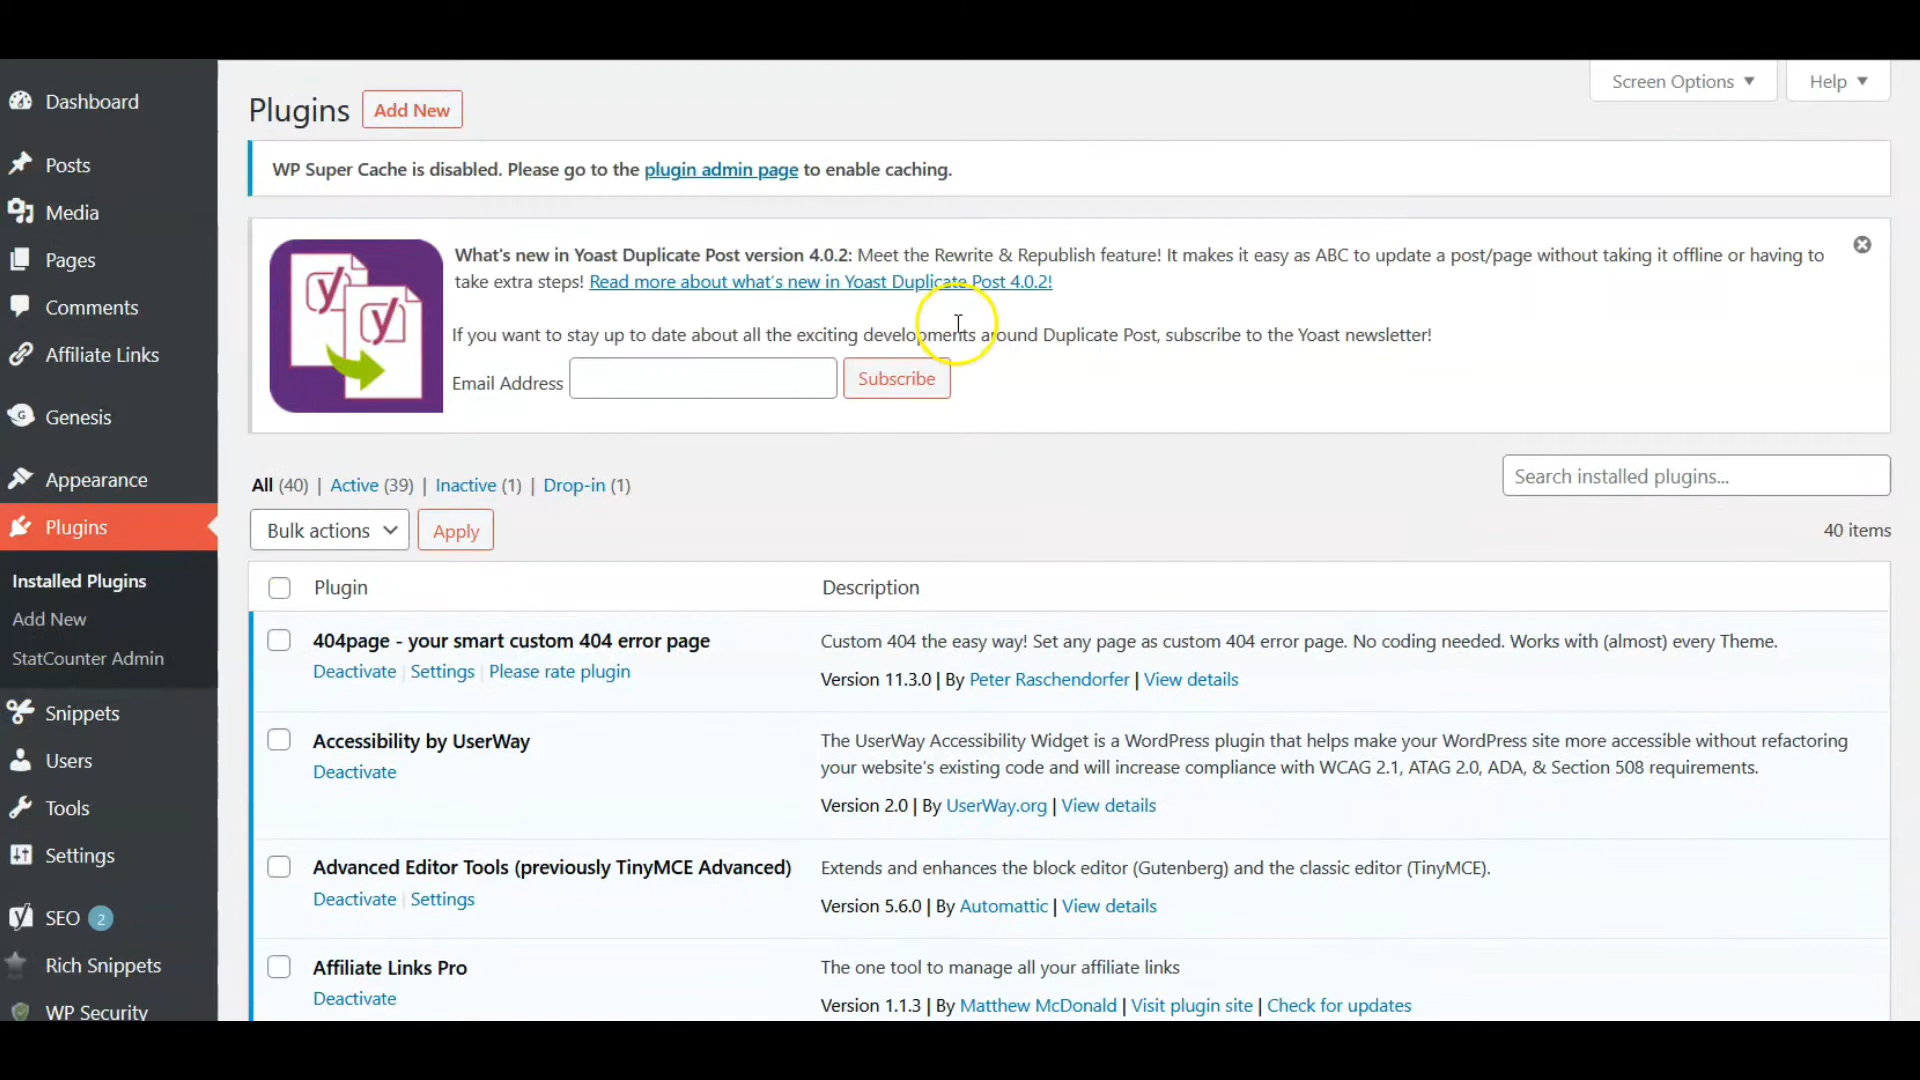 Screen Options
Help
Dashboard
Posts
Media
Pages
Comments
Affiliate Links
Genesis
Appearance
Plugins
Installed Plugins
Add New
StatCounter Admin
Snippets
Users
Tools
Settings
SEO 2
Rich Snippets
WP Security
Plugins Add New
WP Super Cache is disabled. Please go to the plugin admin page to enable caching.
What's new in Yoast Duplicate Post version 4.0.2: Meet the Rewrite & Republish feature! It makes it easy as ABC to update a post/page without taking it offline or having to
take extra steps! Read more about what's new in Yoast Duplicate Post 4.0.2!
If you want to stay up to date about all the exciting developments around Duplicate Post, subscribe to the Yoast newsletter!
Email Address Subscribe
All (40) | Active (39) | Inactive (1) | Drop-in (1)
Search installed plugins...
Bulk actions Apply
40 items
Plugin Description
404page - your smart custom 404 error page
Deactivate | Settings | Please rate plugin
Custom 404 the easy way! Set any page as custom 404 error page. No coding needed. Works with (almost) every Theme.
Version 11.3.0 | By Peter Raschendorfer | View details
Accessibility by UserWay
Deactivate
The UserWay Accessibility Widget is a WordPress plugin that helps make your WordPress site more accessible without refactoring
your website's existing code and will increase compliance with WCAG 2.1, ATAG 2.0, ADA, & Section 508 requirements.
Version 2.0 | By UserWay.org | View details
Advanced Editor Tools (previously TinyMCE Advanced)
Deactivate | Settings
Extends and enhances the block editor (Gutenberg) and the classic editor (TinyMCE).
Version 5.6.0 | By Automattic | View details
Affiliate Links Pro
Deactivate
The one tool to manage all your affiliate links
Version 1.1.3 | By Matthew McDonald | Visit plugin site | Check for updates